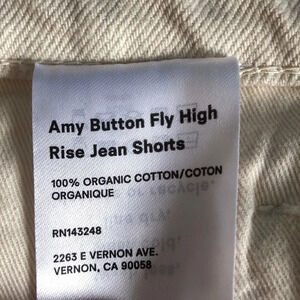 Amy Button Fly High
Rise Jean Shorts
100% ORGANIC COTTON/COTON
ORGANIQUE
RN143248
2263 E VERNON AVE.
VERNON, CA 90058